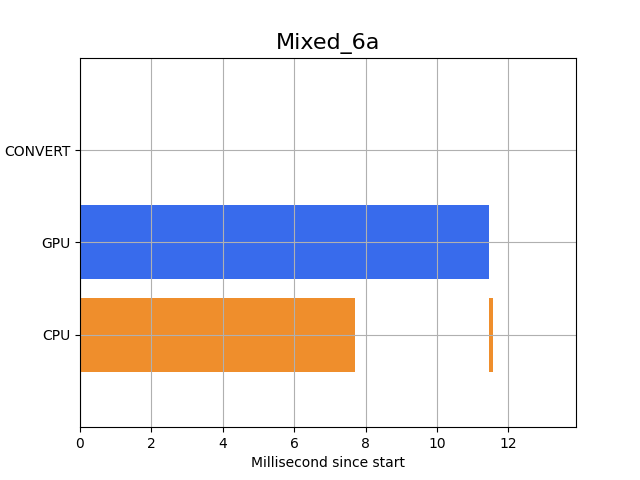 Mixed_6a
CONVERT
GPU
CPU
0 2 4 6 8 10 12
Millisecond since start